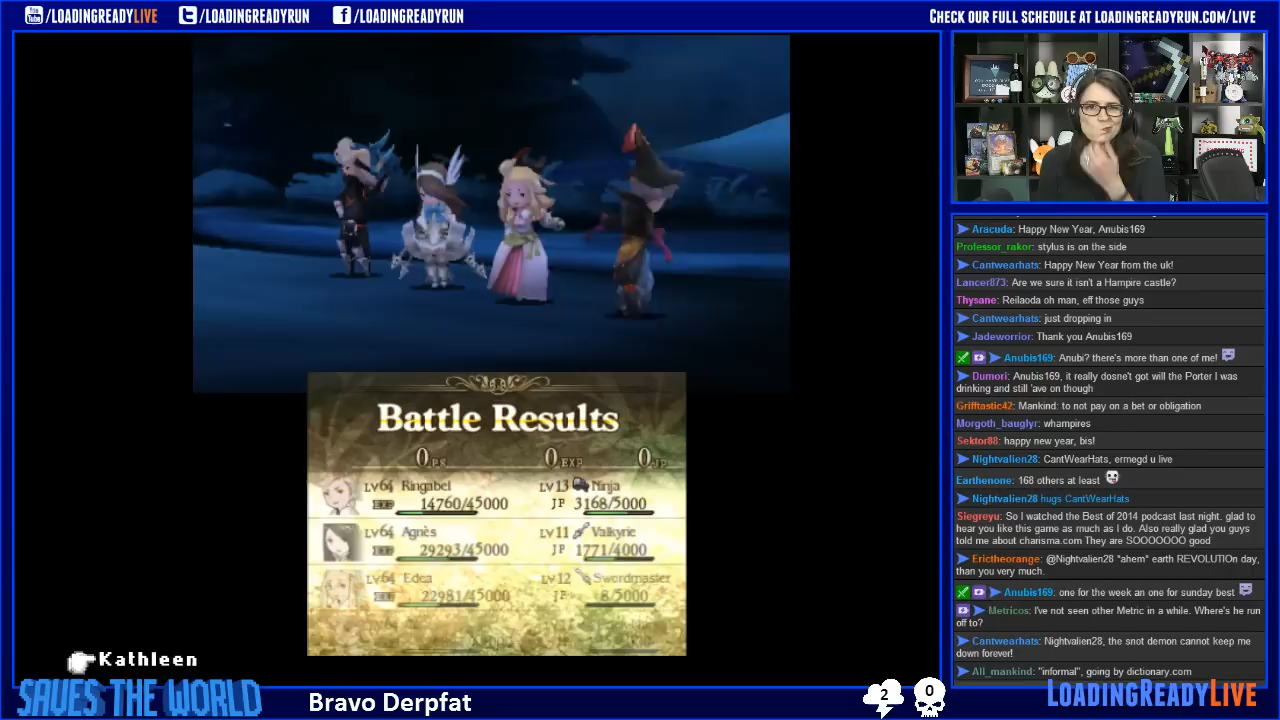 /LOADINGREADYLIVE
/LOADINGREADYRUN
/LOADINGREADYRUN
CHECK OUR FULL SCHEDULE AT LOADINGREADYRUN.COM/LIVE
Aracuda: Happy New Year, Anubis169
Professor_rakor: stylus is on the side
Cantwearhats: Happy New Year from the uk!
Lancer873: Are we sure it isn't a Hampire castle?
Thysane: Reilaoda oh man, eff those guys
Cantwearhats: just dropping in
Jadeworrior: Thank you Anubis169
Anubis169: Anubi? there's more than one of me!
Dumori: Anubis169, it really dosne't got will the Porter I was
drinking and still 'ave on though
Grifftastic42: Mankind: to not pay on a bet or obligation
Morgoth_bauglyr: whampires
Sektor88: happy new year, bis!
Nightvalien28: CantWearHats, ermegd u live
Earthenone: 168 others at least
Nightvalien28 hugs CantWearHats
Siegreyu: So I watched the Best of 2014 podcast last night. glad to
hear you like this game as much as I do. Also really glad you guys
told me about charisma.com They are SOOOOOOO good
Erictheorange: @Nightvalien28 *ahem* earth REVOLUTIOn day,
than you very much.
Anubis169: one for the week an one for sunday best
Metricos: I've not seen other Metric in a while. Where's he run
off to?
Cantwearhats: Nightvalien28, the snot demon cannot keep me
down forever!
All_mankind: "informal", going by dictionary.com
Battle Results
0PG 0EXP 0JP
LV64 Ringabel LV13 Ninja
EXP 14760/45000 JP 3168/5000
LV64 Agnès LV11 Valkyrie
EXP 29293/45000 JP 1771/4000
LV64 Edea LV12 Swordmaster
EXP 22981/45000 JP 8/5000
Kathleen
SAVES THE WORLD
Bravo Derpfat
2
0
LOADINGREADYLIVE